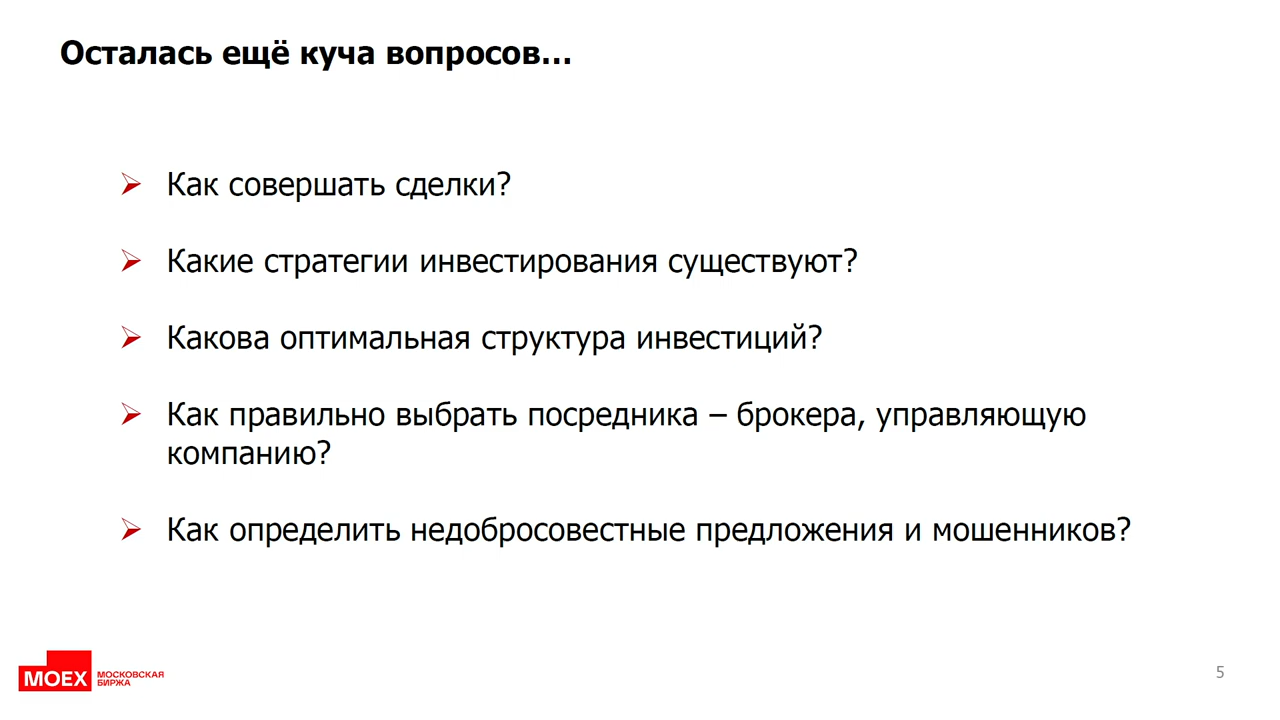 Осталась ещё куча вопросов...
Как совершать сделки?
Какие стратегии инвестирования существуют?
Какова оптимальная структура инвестиций?
Как правильно выбрать посредника – брокера, управляющую
компанию?
Как определить недобросовестные предложения и мошенников?
MOEX
МОСКОВСКАЯ
БИРЖА
5